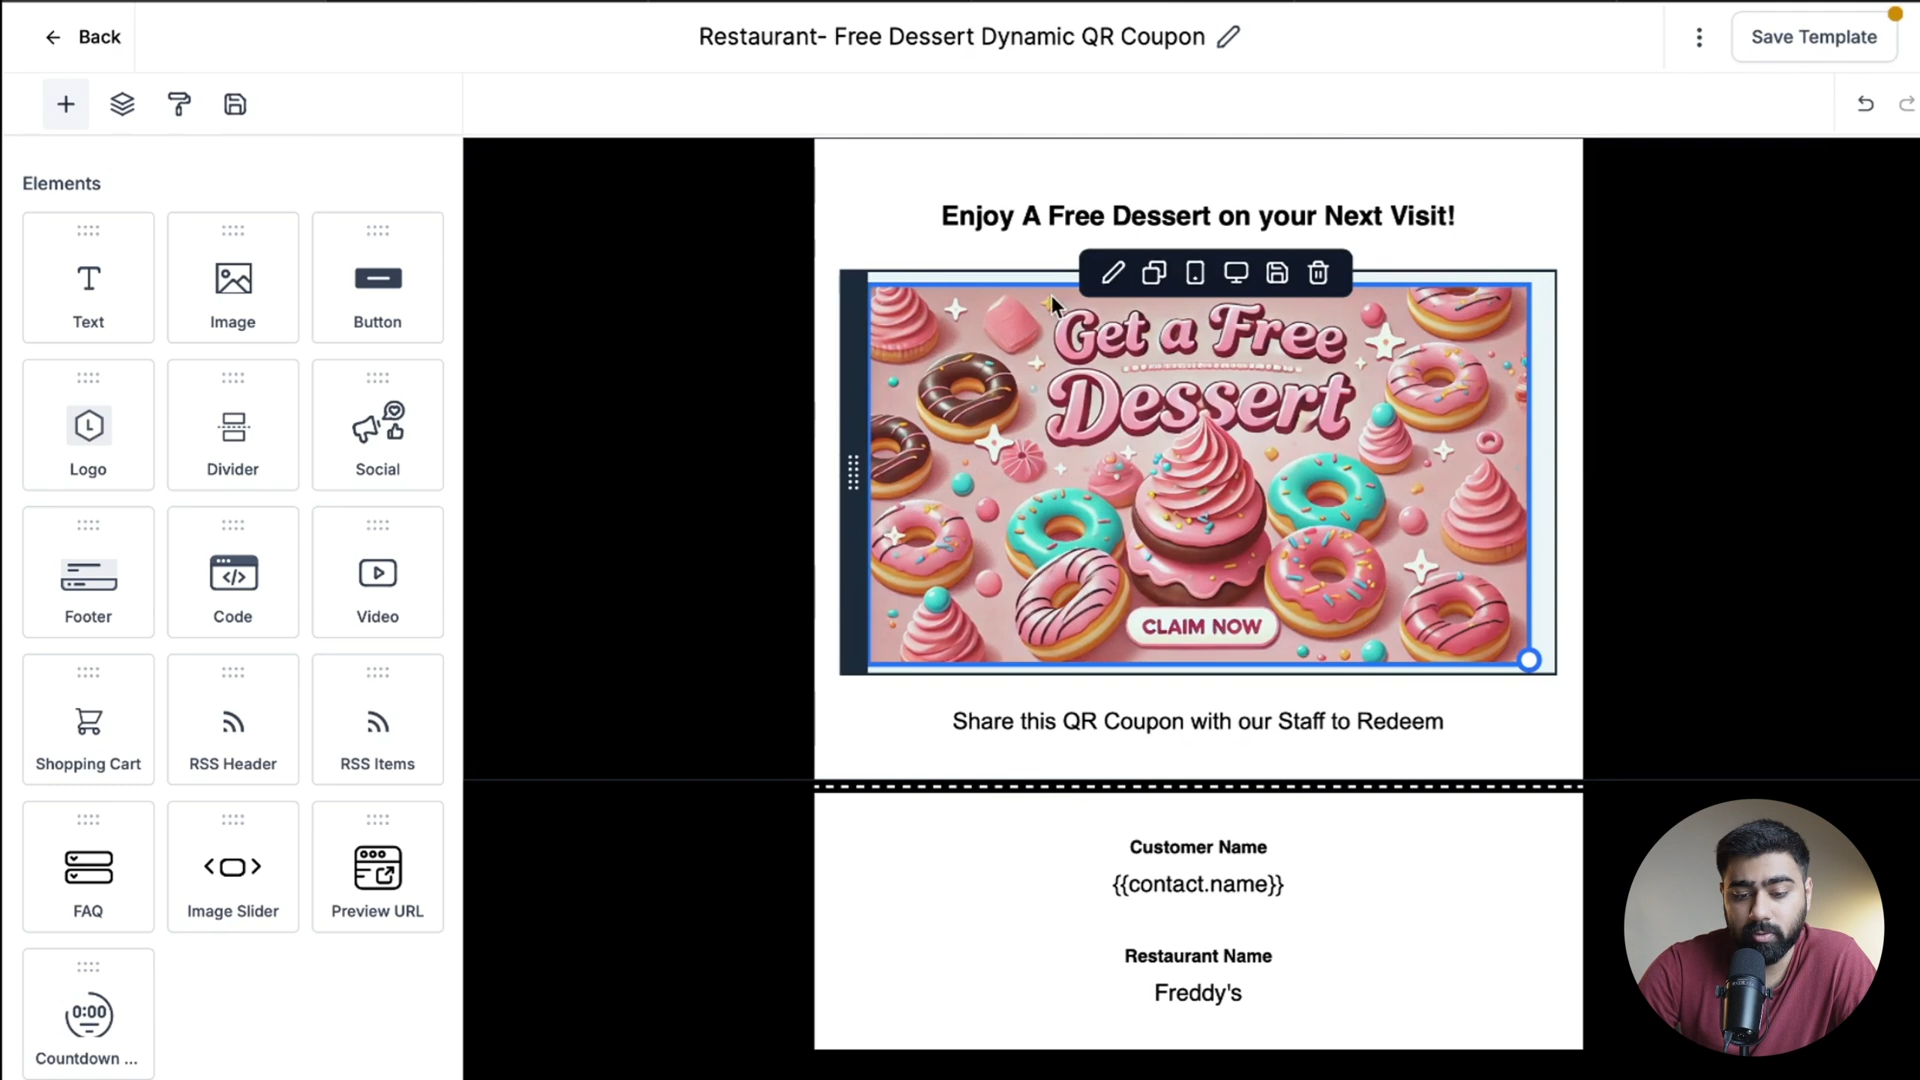 Back
Restaurant- Free Dessert Dynamic QR Coupon
Save Template
Elements
Text
Image
Button
Logo
Divider
Social
Footer
Code
Video
Shopping Cart
RSS Header
RSS Items
FAQ
Image Slider
Preview URL
0:00
Countdown ...
Enjoy A Free Dessert on your Next Visit!
Get a Free
Dessert
CLAIM NOW
Share this QR Coupon with our Staff to Redeem
Customer Name
{{contact.name}}
Restaurant Name
Freddy's